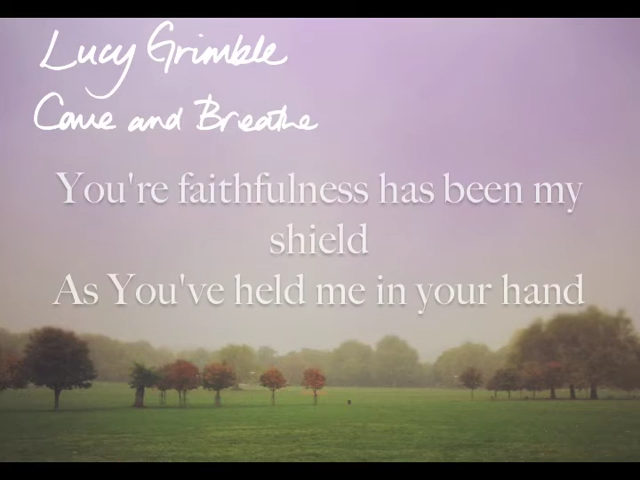 Lucy Grimble
Come and Breathe
You're faithfulness has been my
shield
As You've held me in your hand